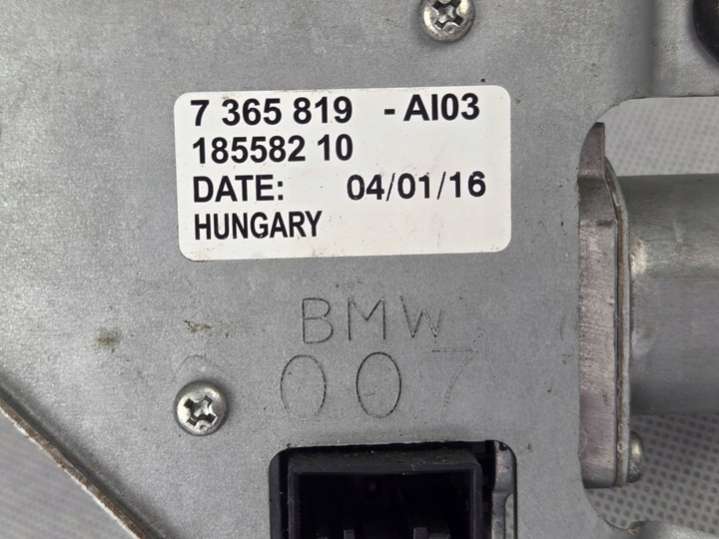 7 365 819 - AI03
185582 10
DATE: 04/01/16
HUNGARY
BMW
007